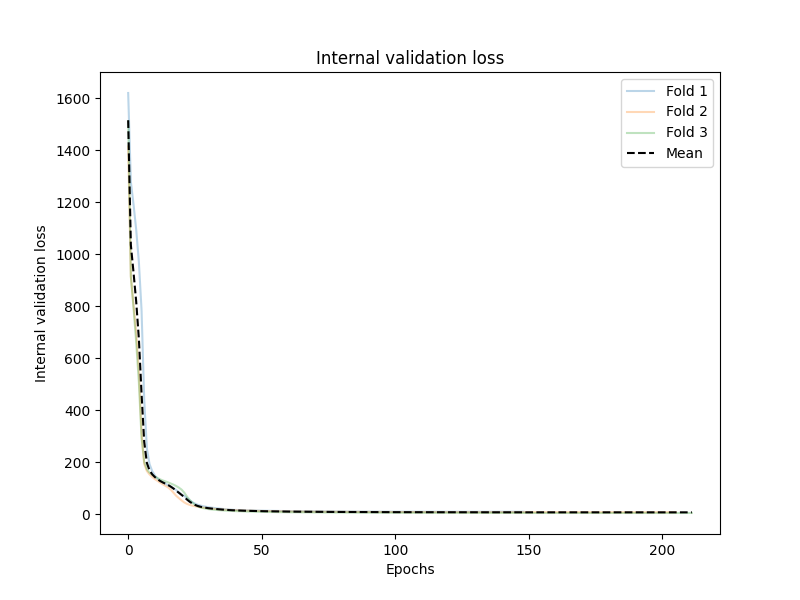 Internal validation loss
Fold 1
Fold 2
Fold 3
Mean
Internal validation loss
1600
1400
1200
1000
800
600
400
200
0
0 50 100 150 200
Epochs